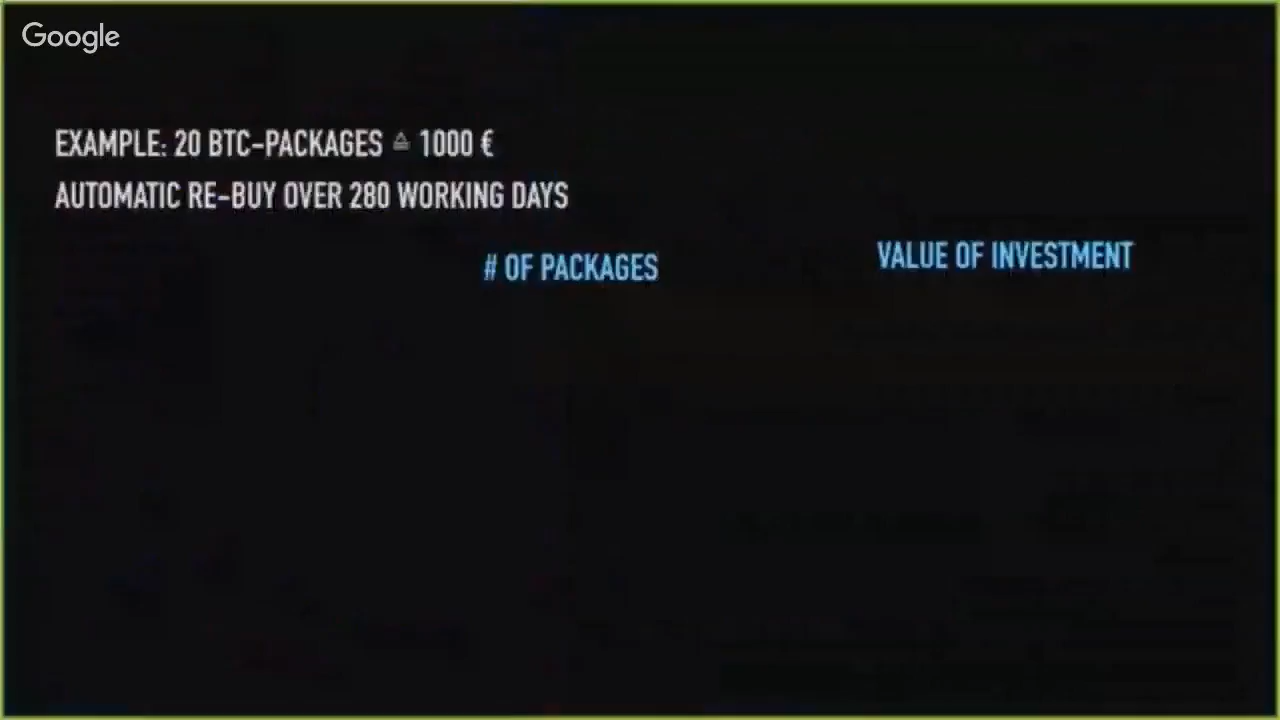 Google
EXAMPLE: 20 BTC-PACKAGES ≙ 1000 €
AUTOMATIC RE-BUY OVER 280 WORKING DAYS
# OF PACKAGES
VALUE OF INVESTMENT